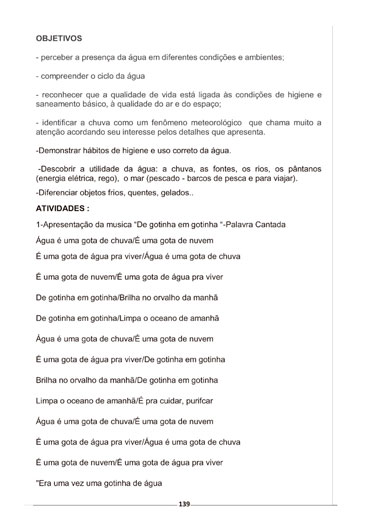 OBJETIVOS
- perceber a presença da água em diferentes condições e ambientes;
- compreender o ciclo da água
- reconhecer que a qualidade de vida está ligada às condições de higiene e
saneamento básico, à qualidade do ar e do espaço;
- identificar a chuva como um fenômeno meteorológico que chama muito a
atenção acordando seu interesse pelos detalhes que apresenta.
-Demonstrar hábitos de higiene e uso correto da água.
-Descobrir a utilidade da água: a chuva, as fontes, os rios, os pântanos
(energia elétrica, rego), o mar (pescado - barcos de pesca e para viajar).
-Diferenciar objetos frios, quentes, gelados..
ATIVIDADES :
1-Apresentação da musica "De gotinha em gotinha "-Palavra Cantada
Água é uma gota de chuva/É uma gota de nuvem
É uma gota de água pra viver/Água é uma gota de chuva
É uma gota de nuvem/É uma gota de água pra viver
De gotinha em gotinha/Brilha no orvalho da manhã
De gotinha em gotinha/Limpa o oceano de amanhã
Água é uma gota de chuva/É uma gota de nuvem
É uma gota de água pra viver/De gotinha em gotinha
Brilha no orvalho da manhã/De gotinha em gotinha
Limpa o oceano de amanhã/É pra cuidar, purifcar
Água é uma gota de chuva/É uma gota de nuvem
É uma gota de água pra viver/Água é uma gota de chuva
É uma gota de nuvem/É uma gota de água pra viver
"Era uma vez uma gotinha de água
139